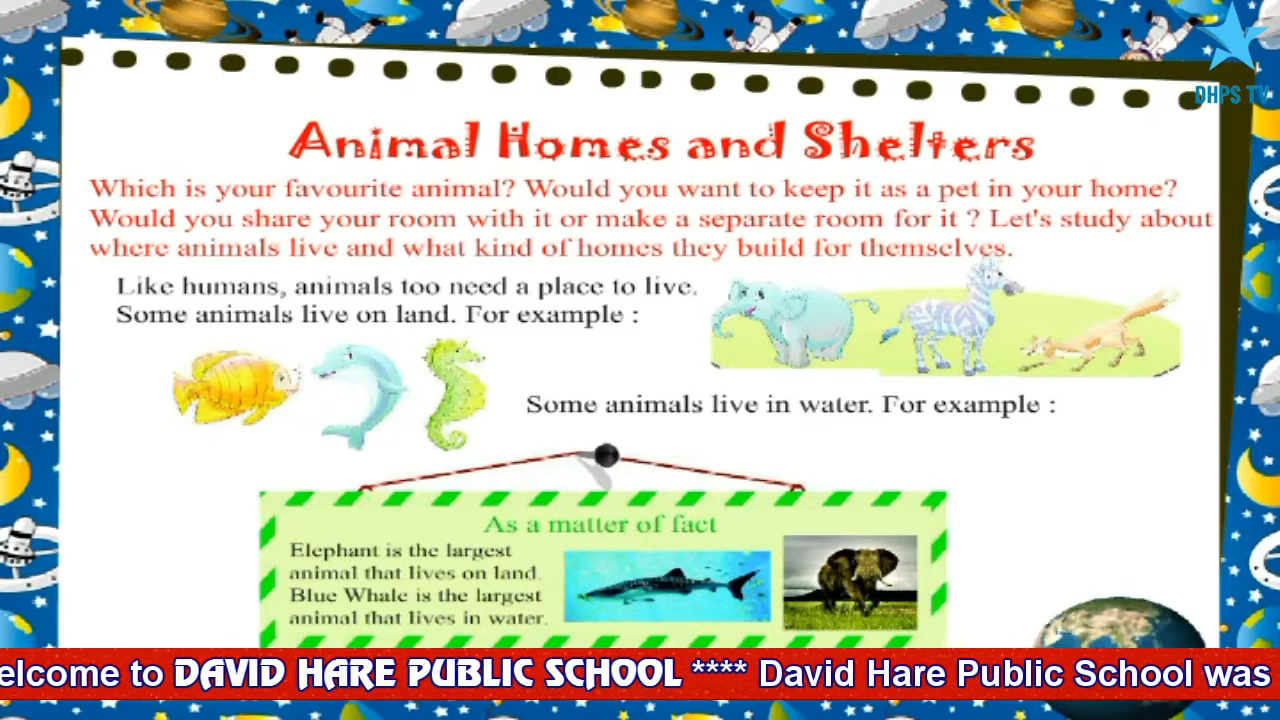 DHPS TV
Animal Homes and Shelters
Which is your favourite animal? Would you want to keep it as a pet in your home?
Would you share your room with it or make a separate room for it ? Let's study about
where animals live and what kind of homes they build for themselves.
Like humans, animals too need a place to live.
Some animals live on land. For example :
Some animals live in water. For example :
As a matter of fact
Elephant is the largest
animal that lives on land.
Blue Whale is the largest
animal that lives in water.
elcome to DAVID HARE PUBLIC SCHOOL **** David Hare Public School was